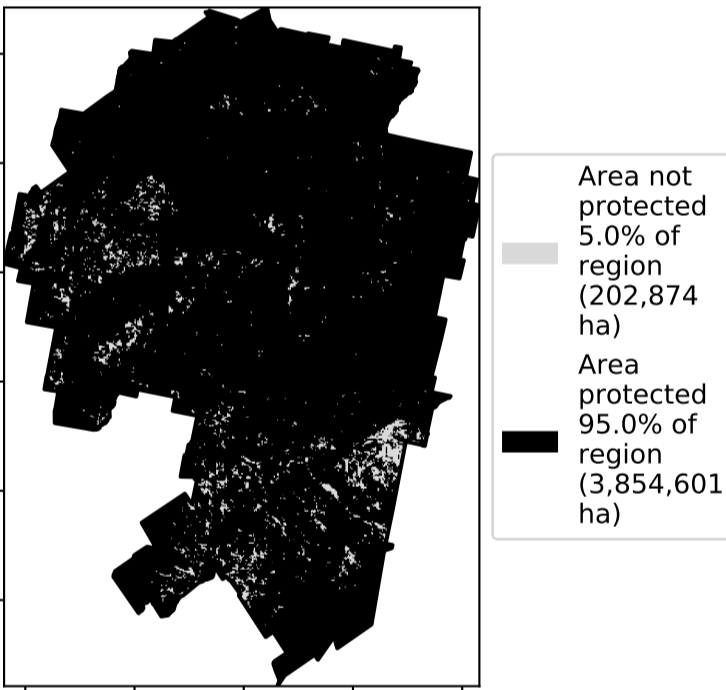 Area not
protected
5.0% of
region
(202,874
ha)
Area
protected
95.0% of
region
(3,854,601
ha)